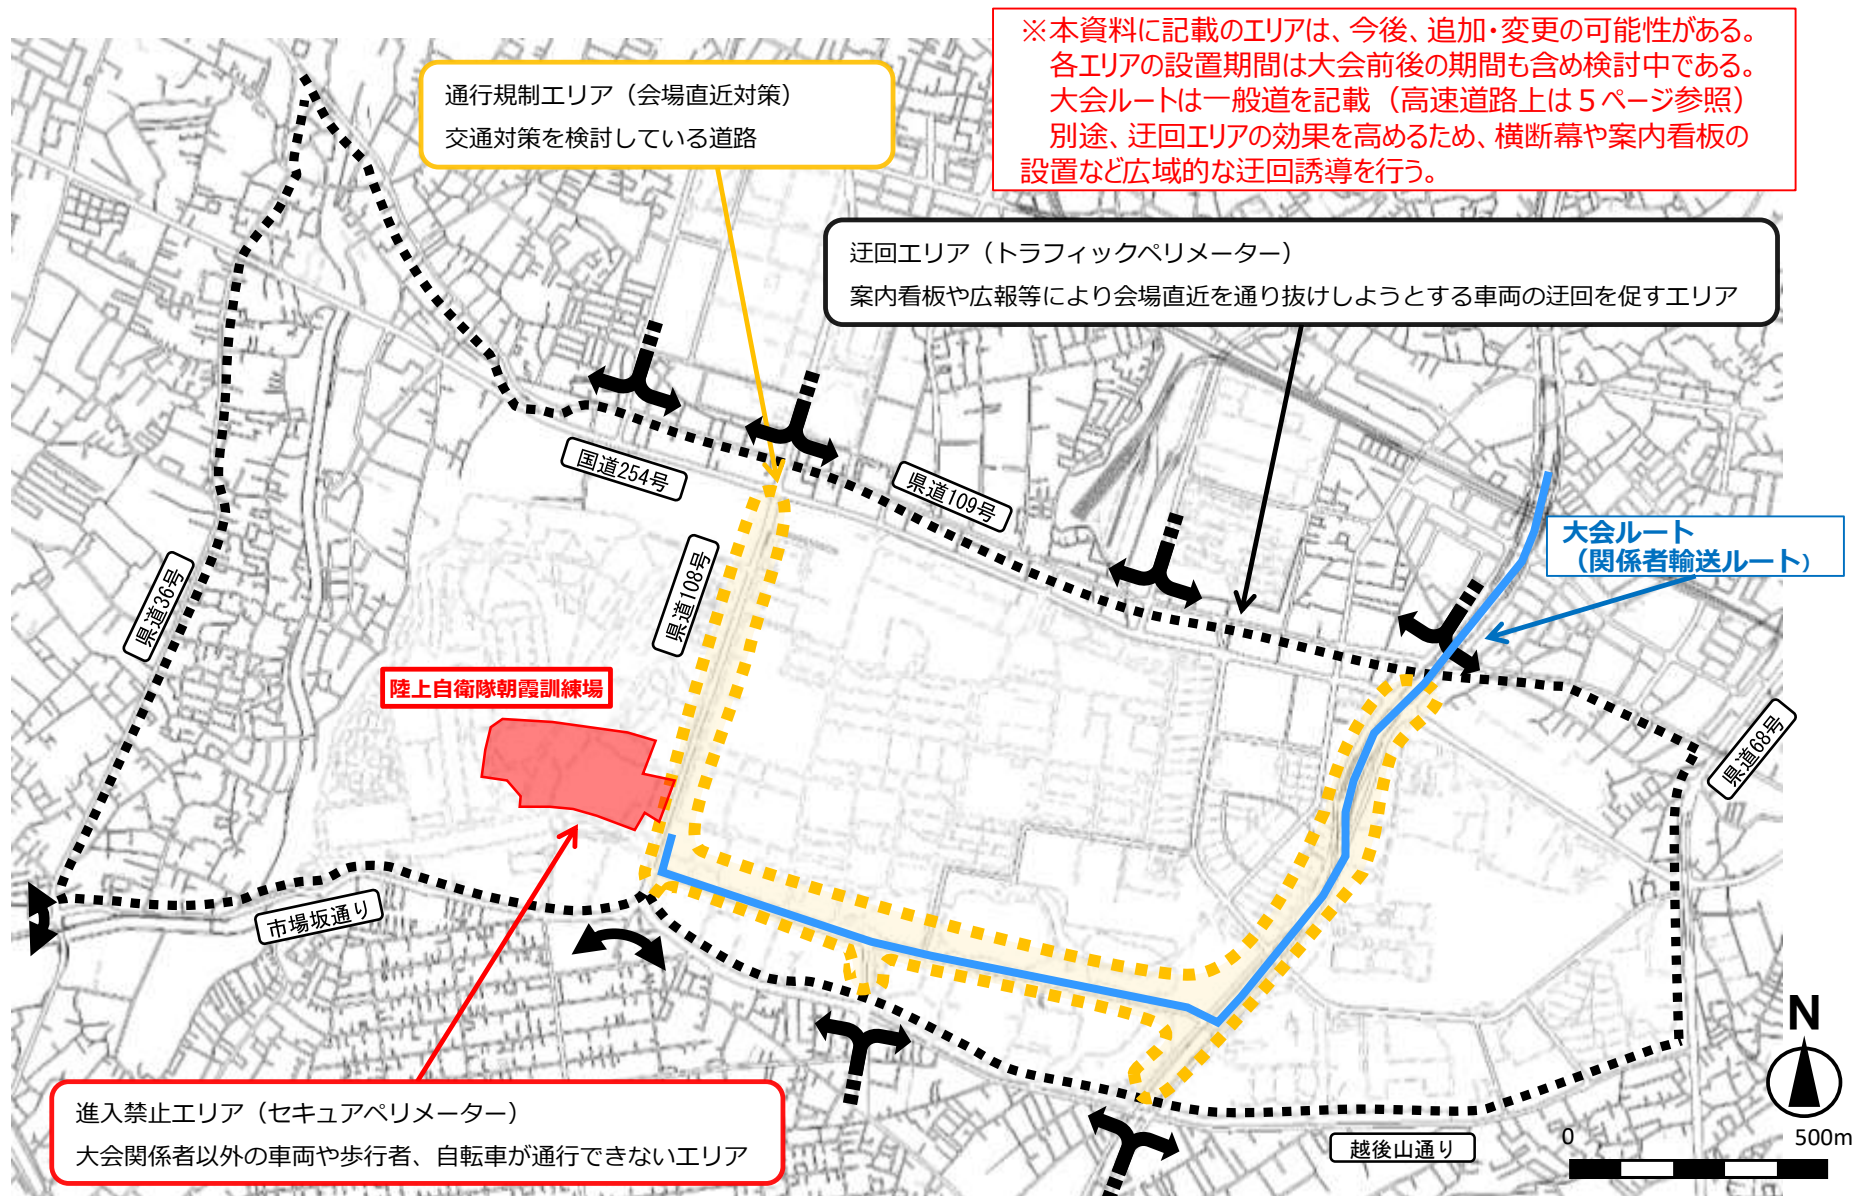 ※本資料に記載のエリアは、今後、追加・変更の可能性がある。
各エリアの設置期間は大会前後の期間も含め検討中である。
大会ルートは一般道を記載（高速道路上は５ページ参照）
別途、迂回エリアの効果を高めるため、横断幕や案内看板の
設置など広域的な迂回誘導を行う。
通行規制エリア（会場直近対策）
交通対策を検討している道路
迂回エリア（トラフィックペリメーター）
案内看板や広報等により会場直近を通り抜けしようとする車両の迂回を促すエリア
国道254号
県道109号
大会ルート
（関係者輸送ルート）
県道36号
県道108号
陸上自衛隊朝霞訓練場
県道68号
市場坂通り
進入禁止エリア（セキュアペリメーター）
大会関係者以外の車両や歩行者、自転車が通行できないエリア
越後山通り
N
0
500m